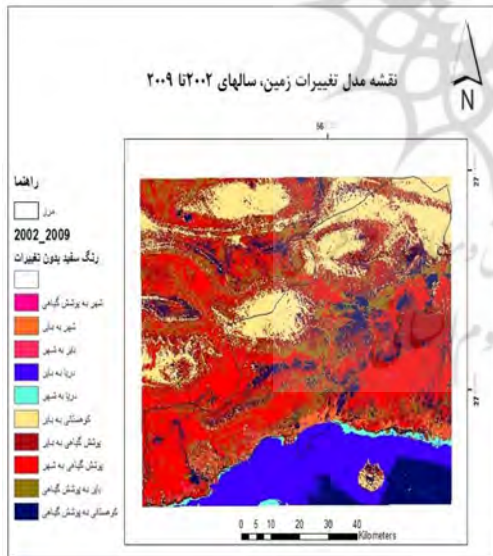 نقشه مدل تغییرات زمین، سالهای ۲۰۰۲ تا ۲۰۰۹
N
56
27
27
راهنما
مرز
2002_2009
رنگ سفید بدون تغییرات
شهر به پوشش گیاهی
شهر به بایر
بایر به شهر
دریا به بایر
دریا به شهر
کوهستانی به بایر
پوشش گیاهی به بایر
پوشش گیاهی به شهر
بایر به پوشش گیاهی
کوهستانی به پوشش گیاهی
0 5 10 20 30 40
Kilometers